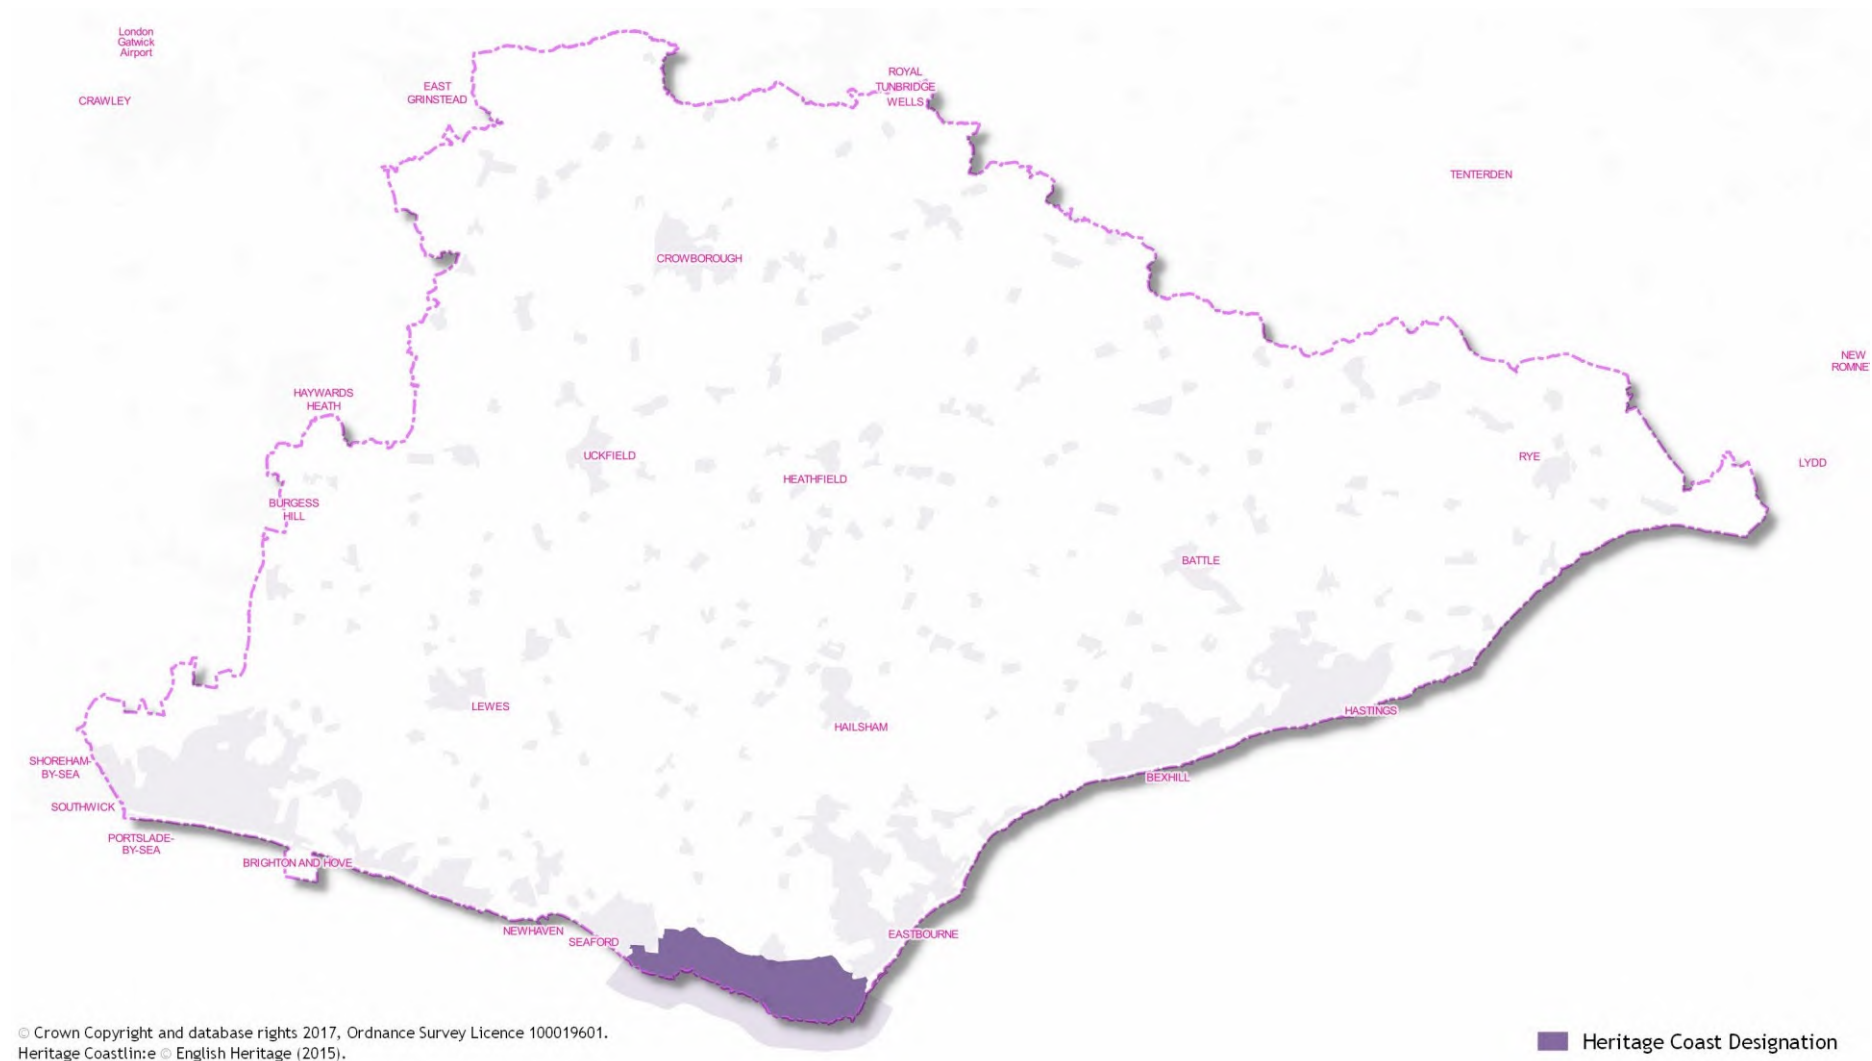 London
Gatwick
Airport
CRAWLEY
EAST
GRINSTEAD
ROYAL
TUNBRIDGE
WELLS
TENTERDEN
CROWBOROUGH
NEW
ROMNE
HAYWARDS
HEATH
UCKFIELD
HEATHFIELD
RYE
LYDD
BURGESS
HILL
BATTLE
LEWES
HAILSHAM
HASTINGS
SHOREHAM-
BY-SEA
BEXHILL
SOUTHWICK
PORTSLADE-
BY-SEA
BRIGHTON AND HOVE
NEWHAVEN
SEAFORD
EASTBOURNE
© Crown Copyright and database rights 2017, Ordnance Survey Licence 100019601.
Heritage Coastlin:e © English Heritage (2015).
Heritage Coast Designation